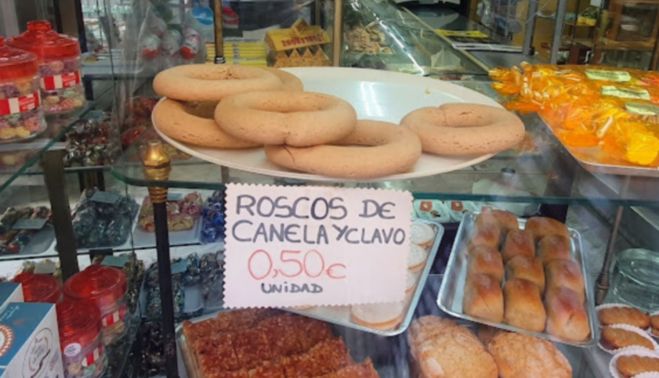 ROSCOS DE
CANELA Y CLAVO
0,50€
UNIDAD